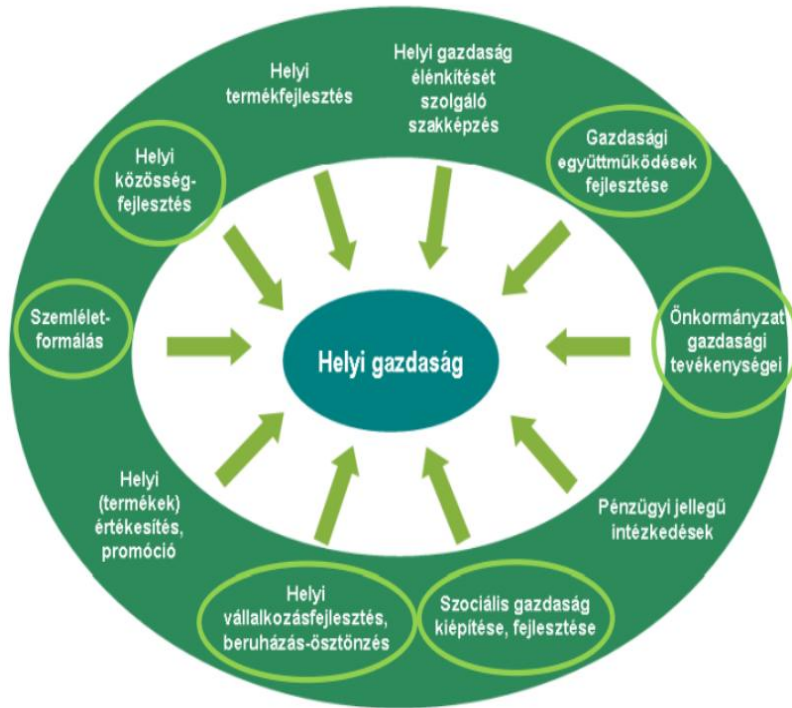 Helyi
termékfejlesztés
Helyi gazdaság
élénkítését
szolgáló
szakképzés
Gazdasági
együttműködések
fejlesztése
Önkormányzat
gazdasági
tevékenységei
Pénzügyi jellegű
intézkedések
Szociális gazdaság
kiépítése, fejlesztése
Helyi
vállalkozásfejlesztés,
beruházás-ösztönzés
Helyi
(termékek)
értékesítés,
promóció
Szemlélet-
formálás
Helyi
közösség-
fejlesztés
Helyi gazdaság